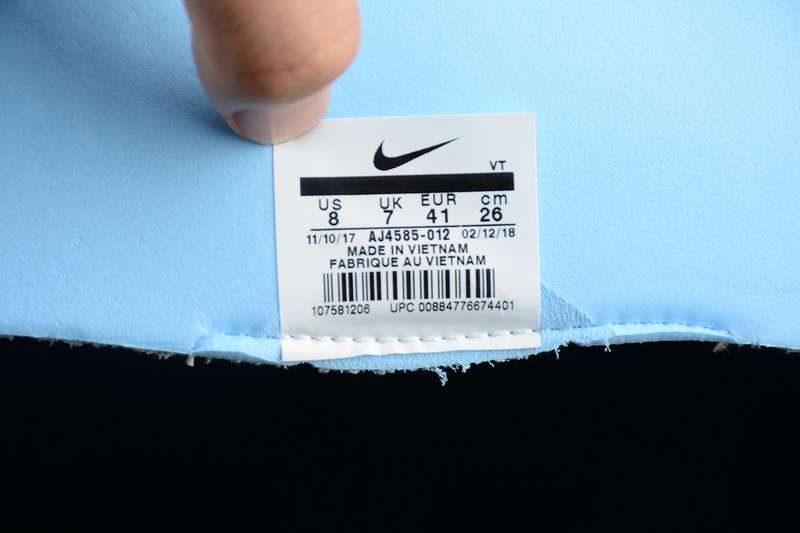 VT
US UK EUR cm
8 7 41 26
11/10/17 AJ4585-012 02/12/18
MADE IN VIETNAM
FABRIQUE AU VIETNAM
107581206 UPC 00884776674401